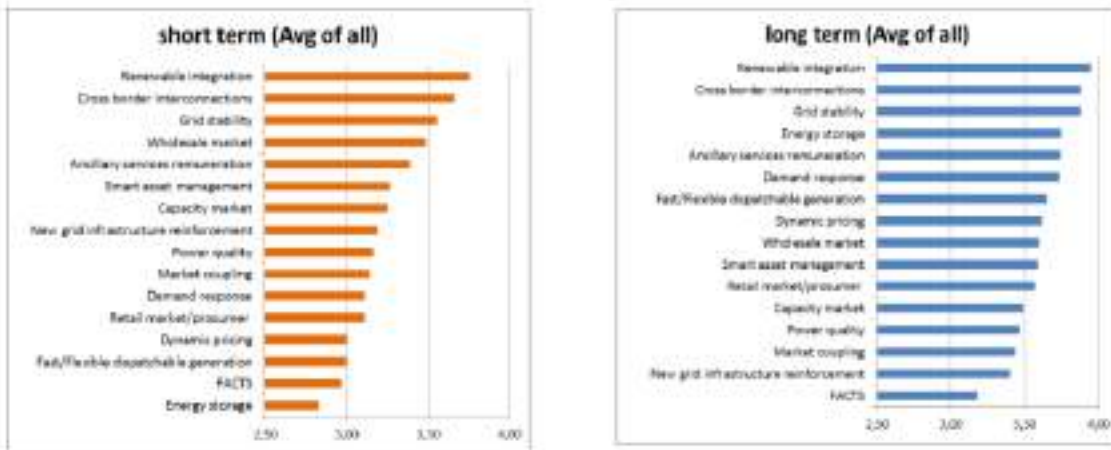 short term (Avg of all)
Renewable integration
Cross border interconnections
Grid stability
Wholesale market
Ancillary services remuneration
Smart asset management
Capacity market
New grid infrastructure reinforcement
Power quality
Market coupling
Demand response
Retail market/prosumer
Dynamic pricing
Fast/Flexible dispatchable generation
FACTS
Energy storage
2,50 3,00 3,50 4,00
long term (Avg of all)
Renewable integration
Cross border interconnections
Grid stability
Energy storage
Ancillary services remuneration
Demand response
Fast/Flexible dispatchable generation
Dynamic pricing
Wholesale market
Smart asset management
Retail market/prosumer
Capacity market
Power quality
Market coupling
New grid infrastructure reinforcement
FACTS
2,50 3,00 3,50 4,00